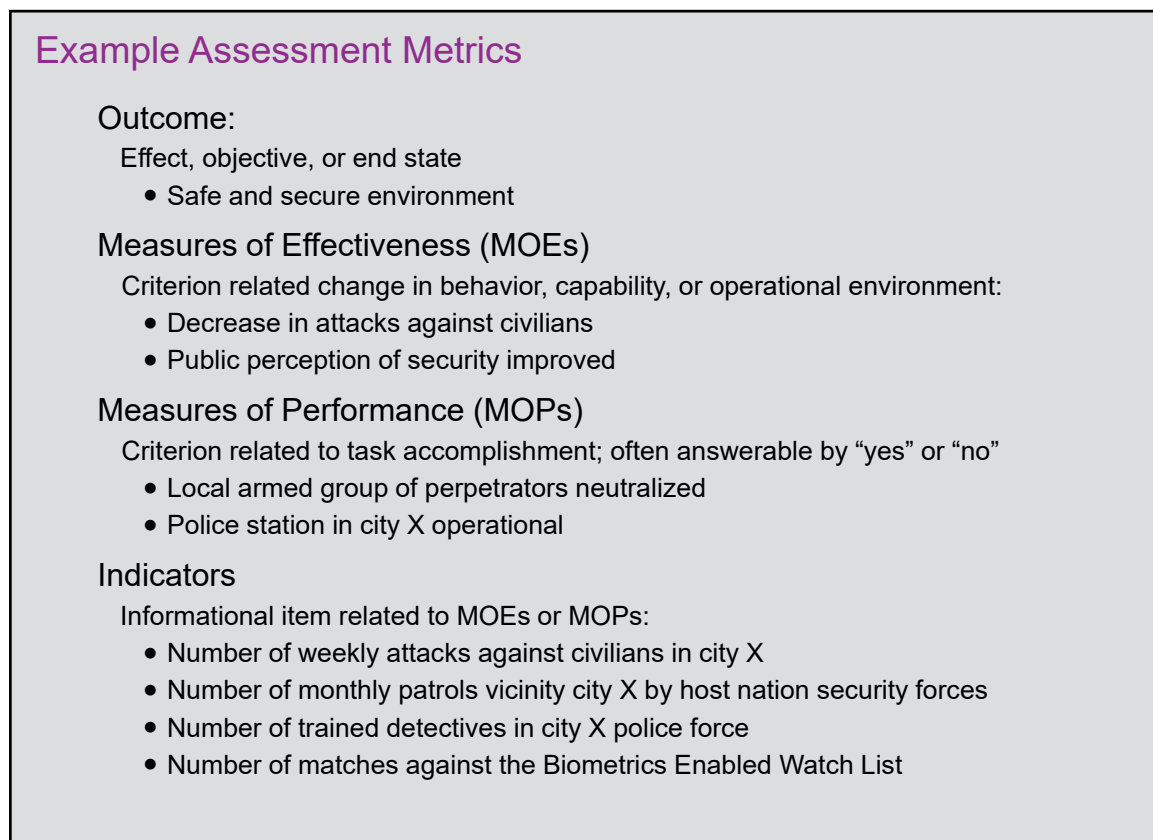 Example Assessment Metrics
Outcome:
Effect, objective, or end state
• Safe and secure environment
Measures of Effectiveness (MOEs)
Criterion related change in behavior, capability, or operational environment:
• Decrease in attacks against civilians
• Public perception of security improved
Measures of Performance (MOPs)
Criterion related to task accomplishment; often answerable by “yes” or “no”
• Local armed group of perpetrators neutralized
• Police station in city X operational
Indicators
Informational item related to MOEs or MOPs:
• Number of weekly attacks against civilians in city X
• Number of monthly patrols vicinity city X by host nation security forces
• Number of trained detectives in city X police force
• Number of matches against the Biometrics Enabled Watch List